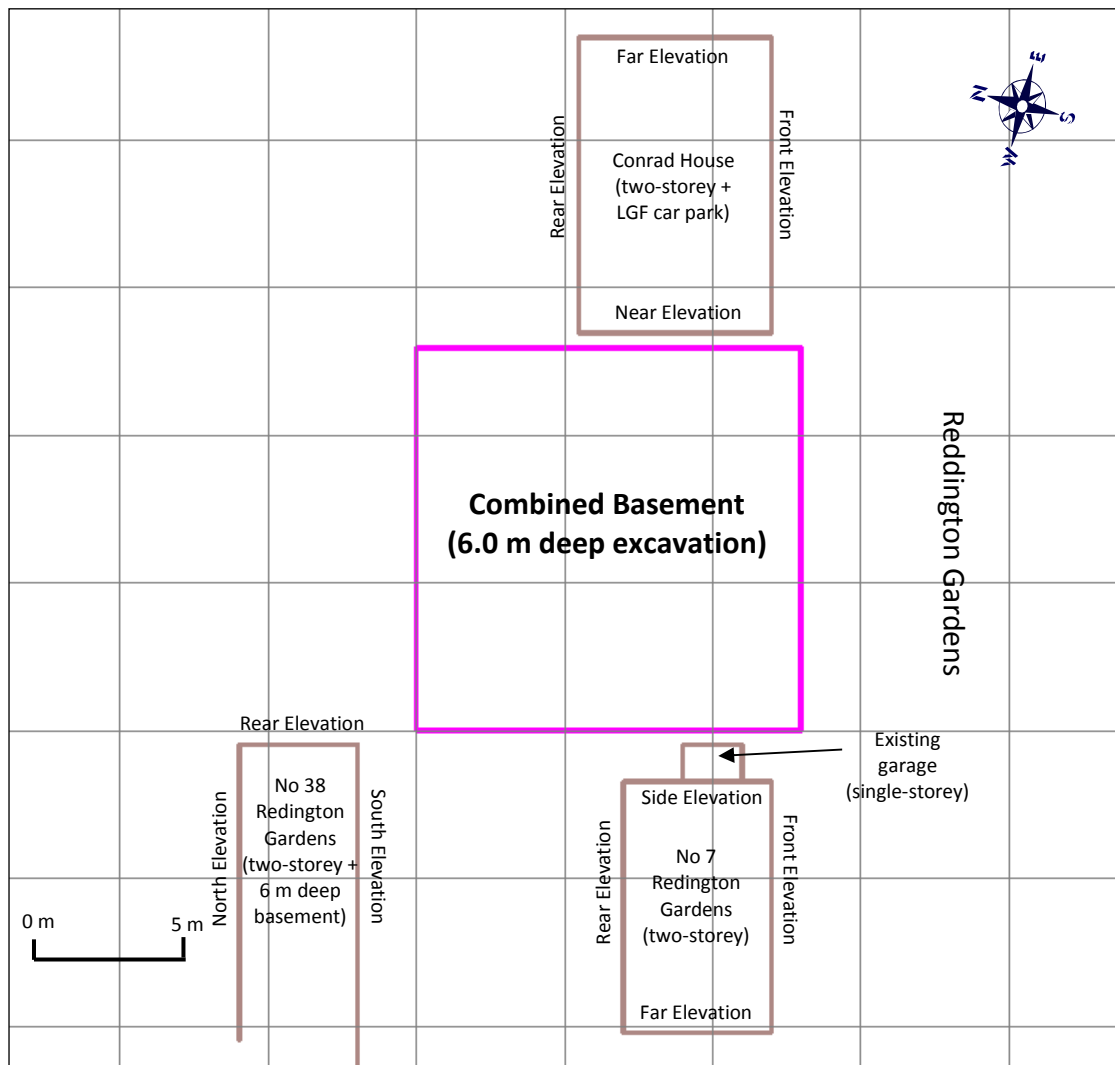 Far Elevation
E
N
S
W
Rear Elevation
Conrad House
(two-storey +
LGF car park)
Front Elevation
Near Elevation
Combined Basement
(6.0 m deep excavation)
Reddington Gardens
Rear Elevation
Existing
garage
(single-storey)
North Elevation
No 38
Redington
Gardens
(two-storey +
6 m deep
basement)
South Elevation
Side Elevation
Rear Elevation
No 7
Redington
Gardens
(two-storey)
Front Elevation
0 m
5 m
Far Elevation